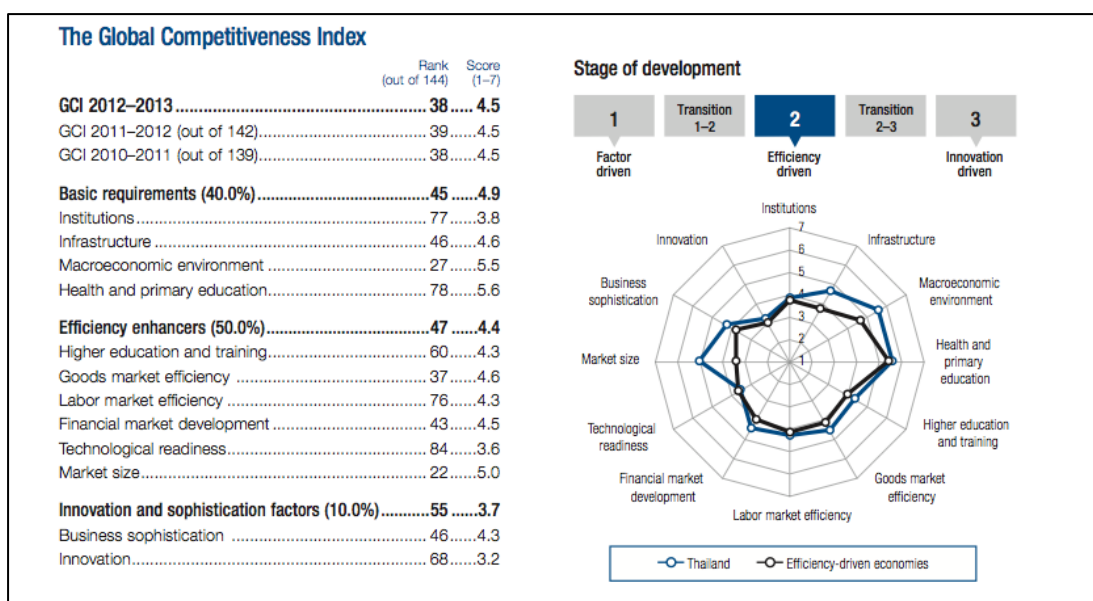 The Global Competitiveness Index
Rank Score
(out of 144) (1–7)
GCI 2012–2013......................................................38.....4.5
GCI 2011–2012 (out of 142)......................................39.....4.5
GCI 2010–2011 (out of 139)......................................38.....4.5
Basic requirements (40.0%)....................................45.....4.9
Institutions..........................................................77.....3.8
Infrastructure.......................................................46.....4.6
Macroeconomic environment....................................27.....5.5
Health and primary education...................................78.....5.6
Efficiency enhancers (50.0%)..................................47.....4.4
Higher education and training...................................60.....4.3
Goods market efficiency..........................................37.....4.6
Labor market efficiency...........................................76.....4.3
Financial market development...................................43.....4.5
Technological readiness..........................................84.....3.6
Market size..........................................................22.....5.0
Innovation and sophistication factors (10.0%)...........55.....3.7
Business sophistication..........................................46.....4.3
Innovation...........................................................68.....3.2
Stage of development
1
Transition
1–2
2
Transition
2–3
3
Factor
driven
Efficiency
driven
Innovation
driven
Institutions
Infrastructure
Macroeconomic
environment
Health and
primary
education
Higher education
and training
Goods market
efficiency
Labor market efficiency
Financial market
development
Technological
readiness
Market size
Business
sophistication
Innovation
7
6
5
4
3
2
1
Thailand
Efficiency-driven economies